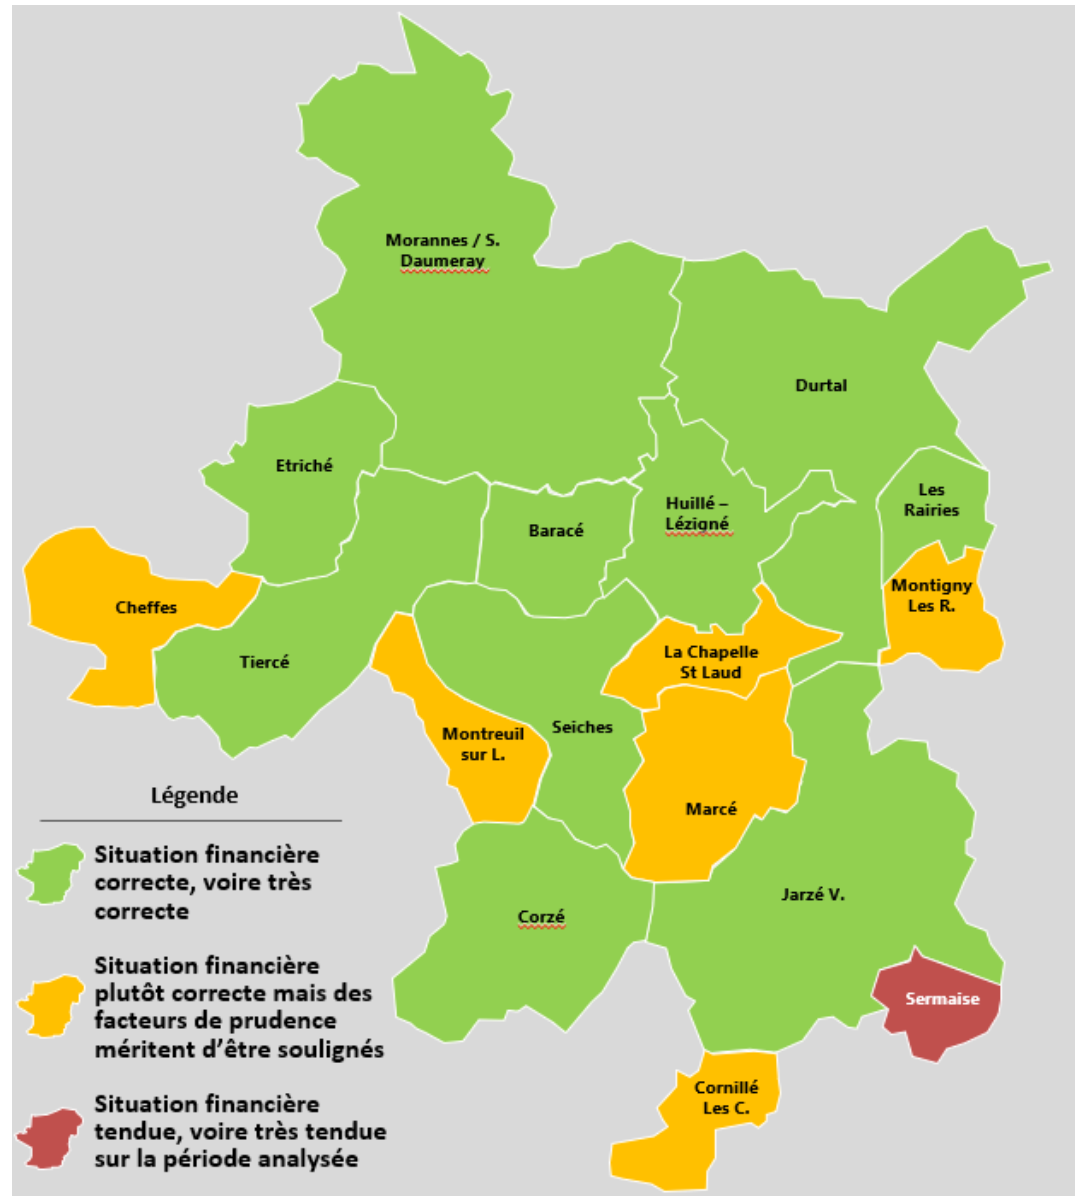 Morannes / S.
Daumeray
Durtal
Etriché
Les
Rairies
Huillé –
Lézigné
Baracé
Montigny
Les R.
Cheffes
La Chapelle
St Laud
Tiercé
Seiches
Montreuil
sur L.
Marcé
Jarzé V.
Corzé
Sermaise
Cornillé
Les C.
Légende
Situation financière
correcte, voire très
correcte
Situation financière
plutôt correcte mais des
facteurs de prudence
méritent d’être soulignés
Situation financière
tendue, voire très tendue
sur la période analysée